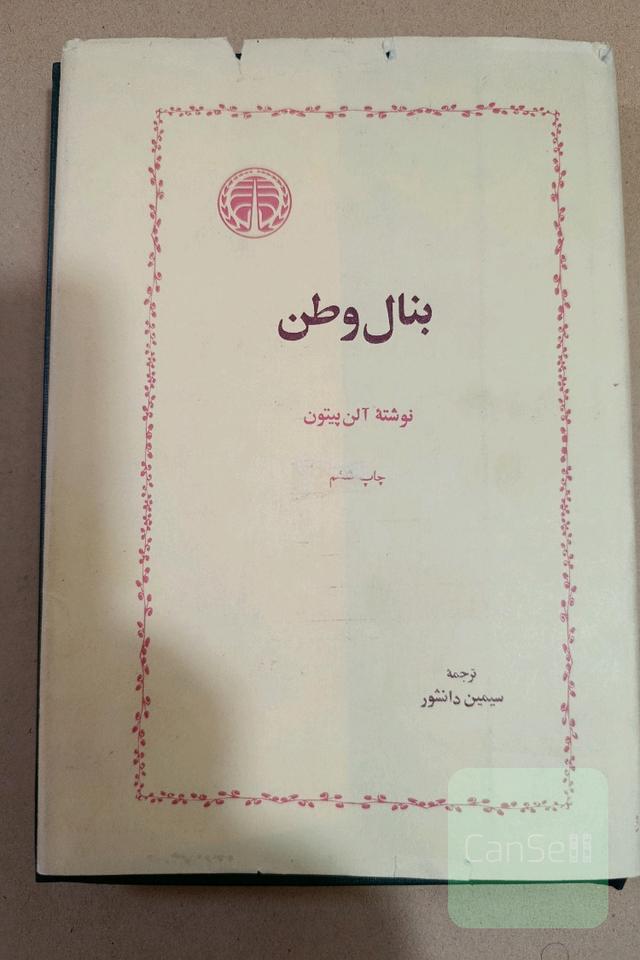 بنال وطن
نوشتهٔ آلن پیتون
چاپ ششم
ترجمهٔ
سیمین دانشور
CanSell